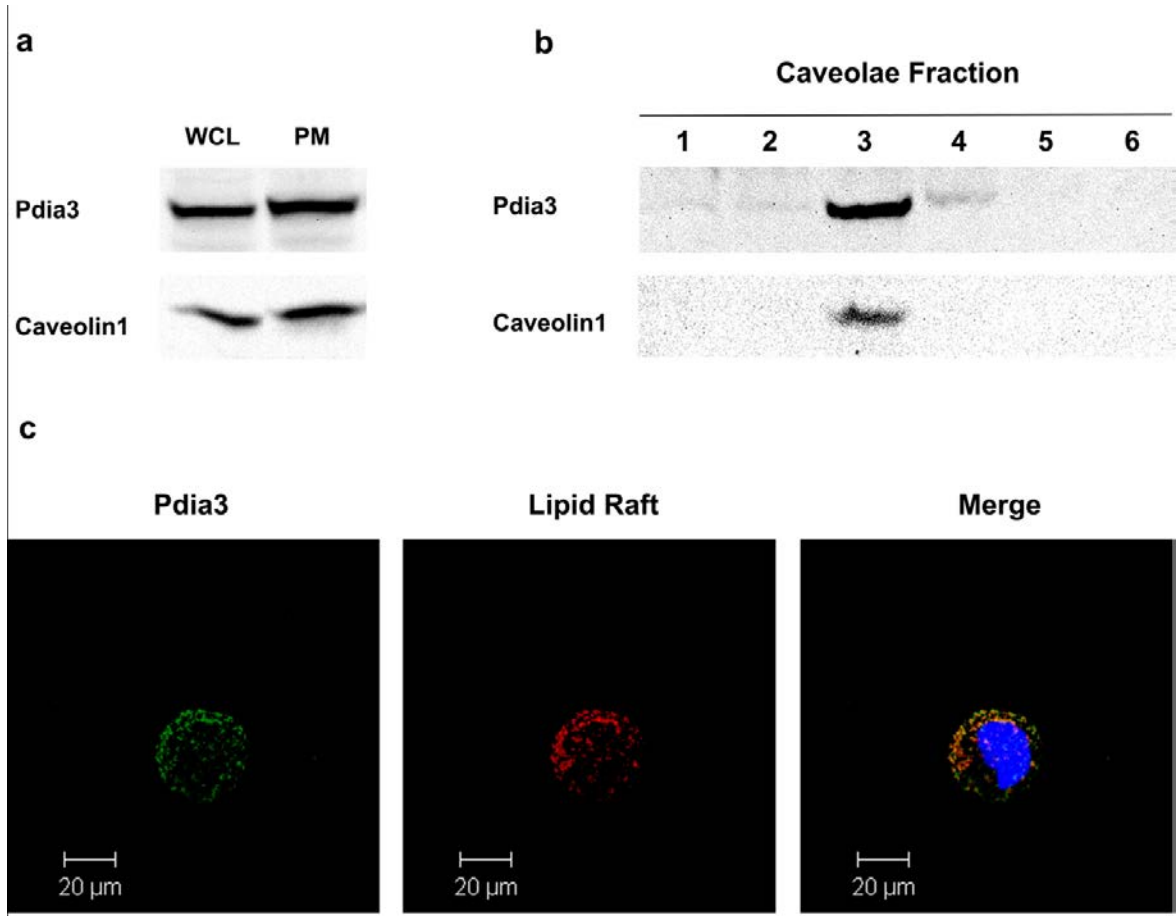 a
WCL PM
Pdia3
Caveolin1
b
Caveolae Fraction
1 2 3 4 5 6
Pdia3
Caveolin1
c
Pdia3 Lipid Raft Merge
20 µm 20 µm 20 µm